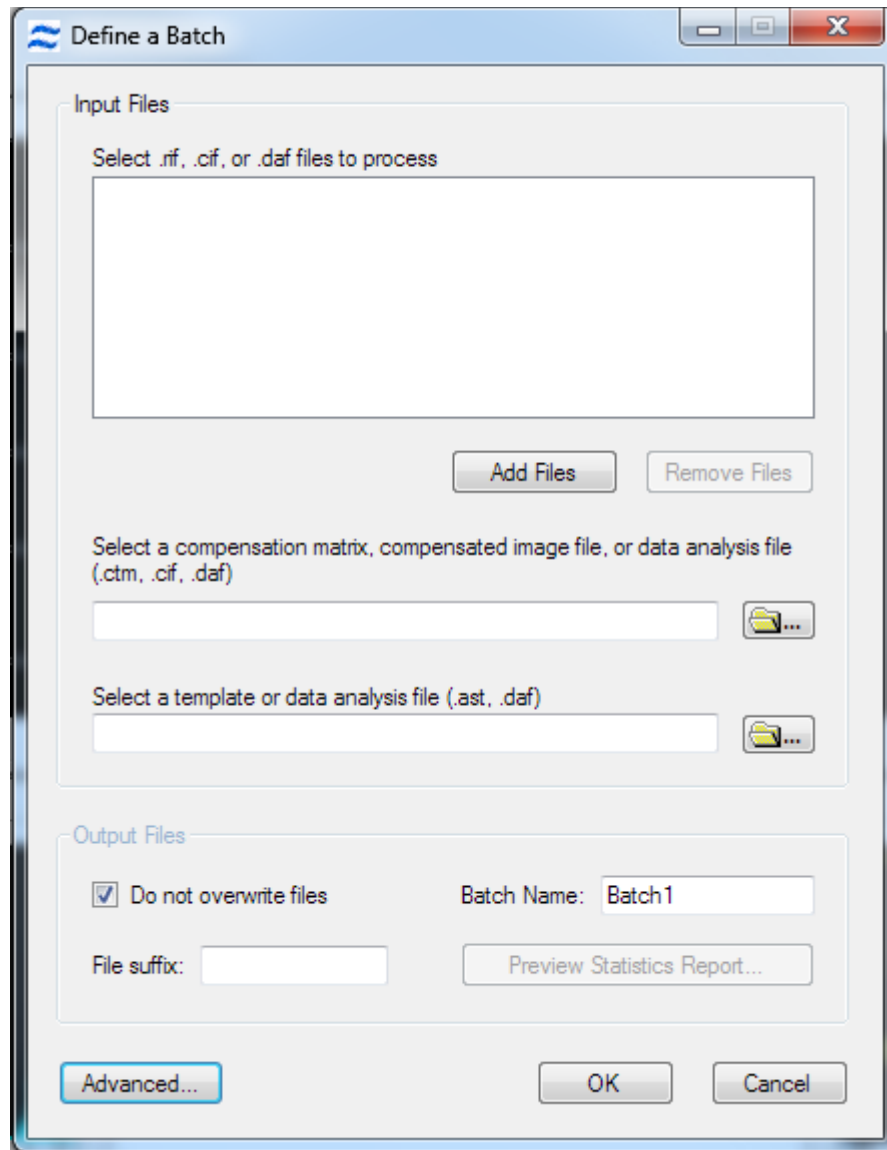 Define a Batch
Input Files
Select .rif, .cif, or .daf files to process
Add Files
Remove Files
Select a compensation matrix, compensated image file, or data analysis file
(.ctm, .cif, .daf)
...
Select a template or data analysis file (.ast, .daf)
...
Output Files
Do not overwrite files
Batch Name: Batch1
File suffix:
Preview Statistics Report...
Advanced...
OK
Cancel